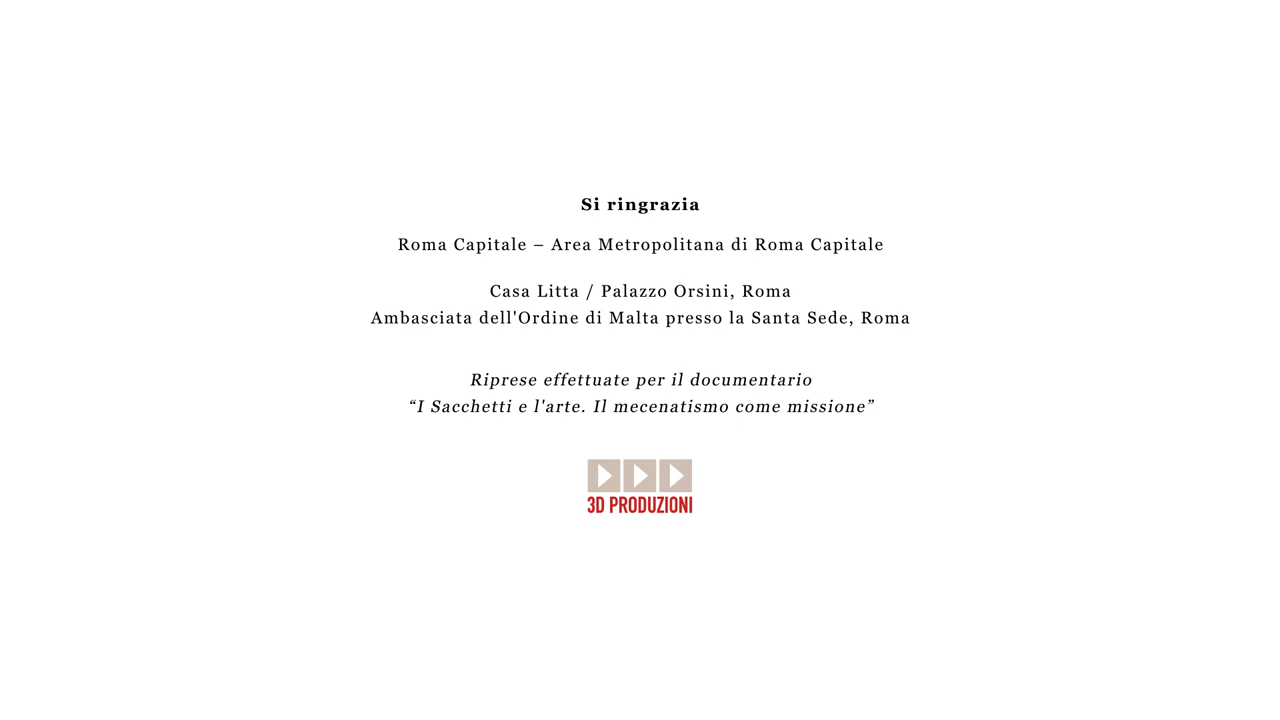 Si ringrazia
Roma Capitale – Area Metropolitana di Roma Capitale
Casa Litta / Palazzo Orsini, Roma
Ambasciata dell'Ordine di Malta presso la Santa Sede, Roma
Riprese effettuate per il documentario
“I Sacchetti e l'arte. Il mecenatismo come missione”
3D PRODUZIONI